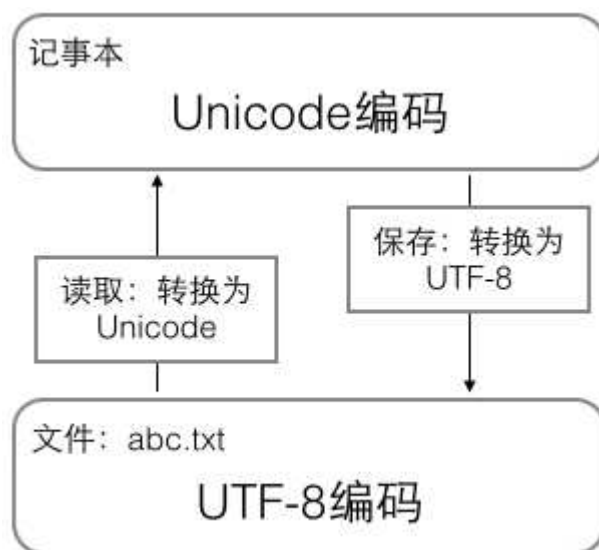 记事本
Unicode编码
读取：转换为
Unicode
保存：转换为
UTF-8
文件：abc.txt
UTF-8编码